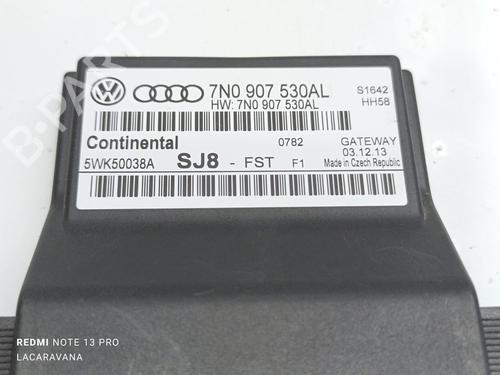 7N0 907 530AL
HW: 7N0 907 530AL
S1642
HH58
Continental
0782
GATEWAY
5WK50038A
SJ8 - FST F1
03.12.13
Made in Czech Republic
B-PARTS
REDMI NOTE 13 PRO
LACARAVANA